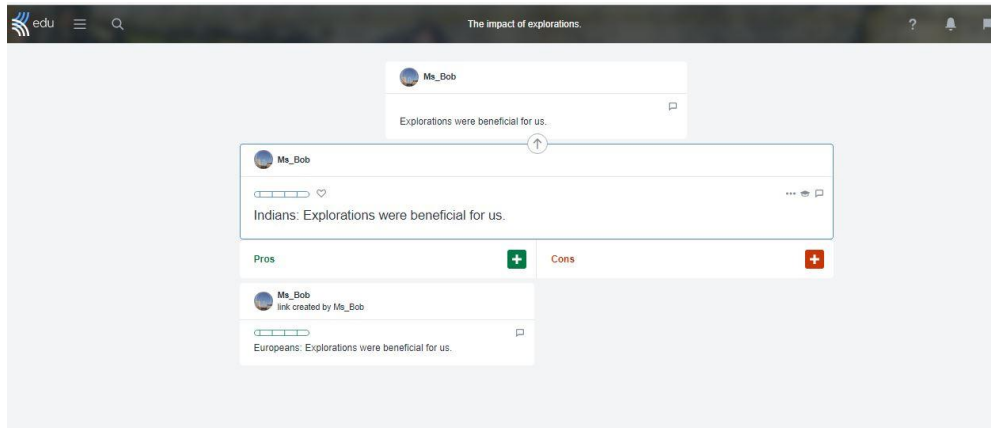 edu
The impact of explorations.
?
Ms_Bob
Explorations were beneficial for us.
Ms_Bob
Indians: Explorations were beneficial for us.
Pros
Cons
Ms_Bob
link created by Ms_Bob
Europeans: Explorations were beneficial for us.